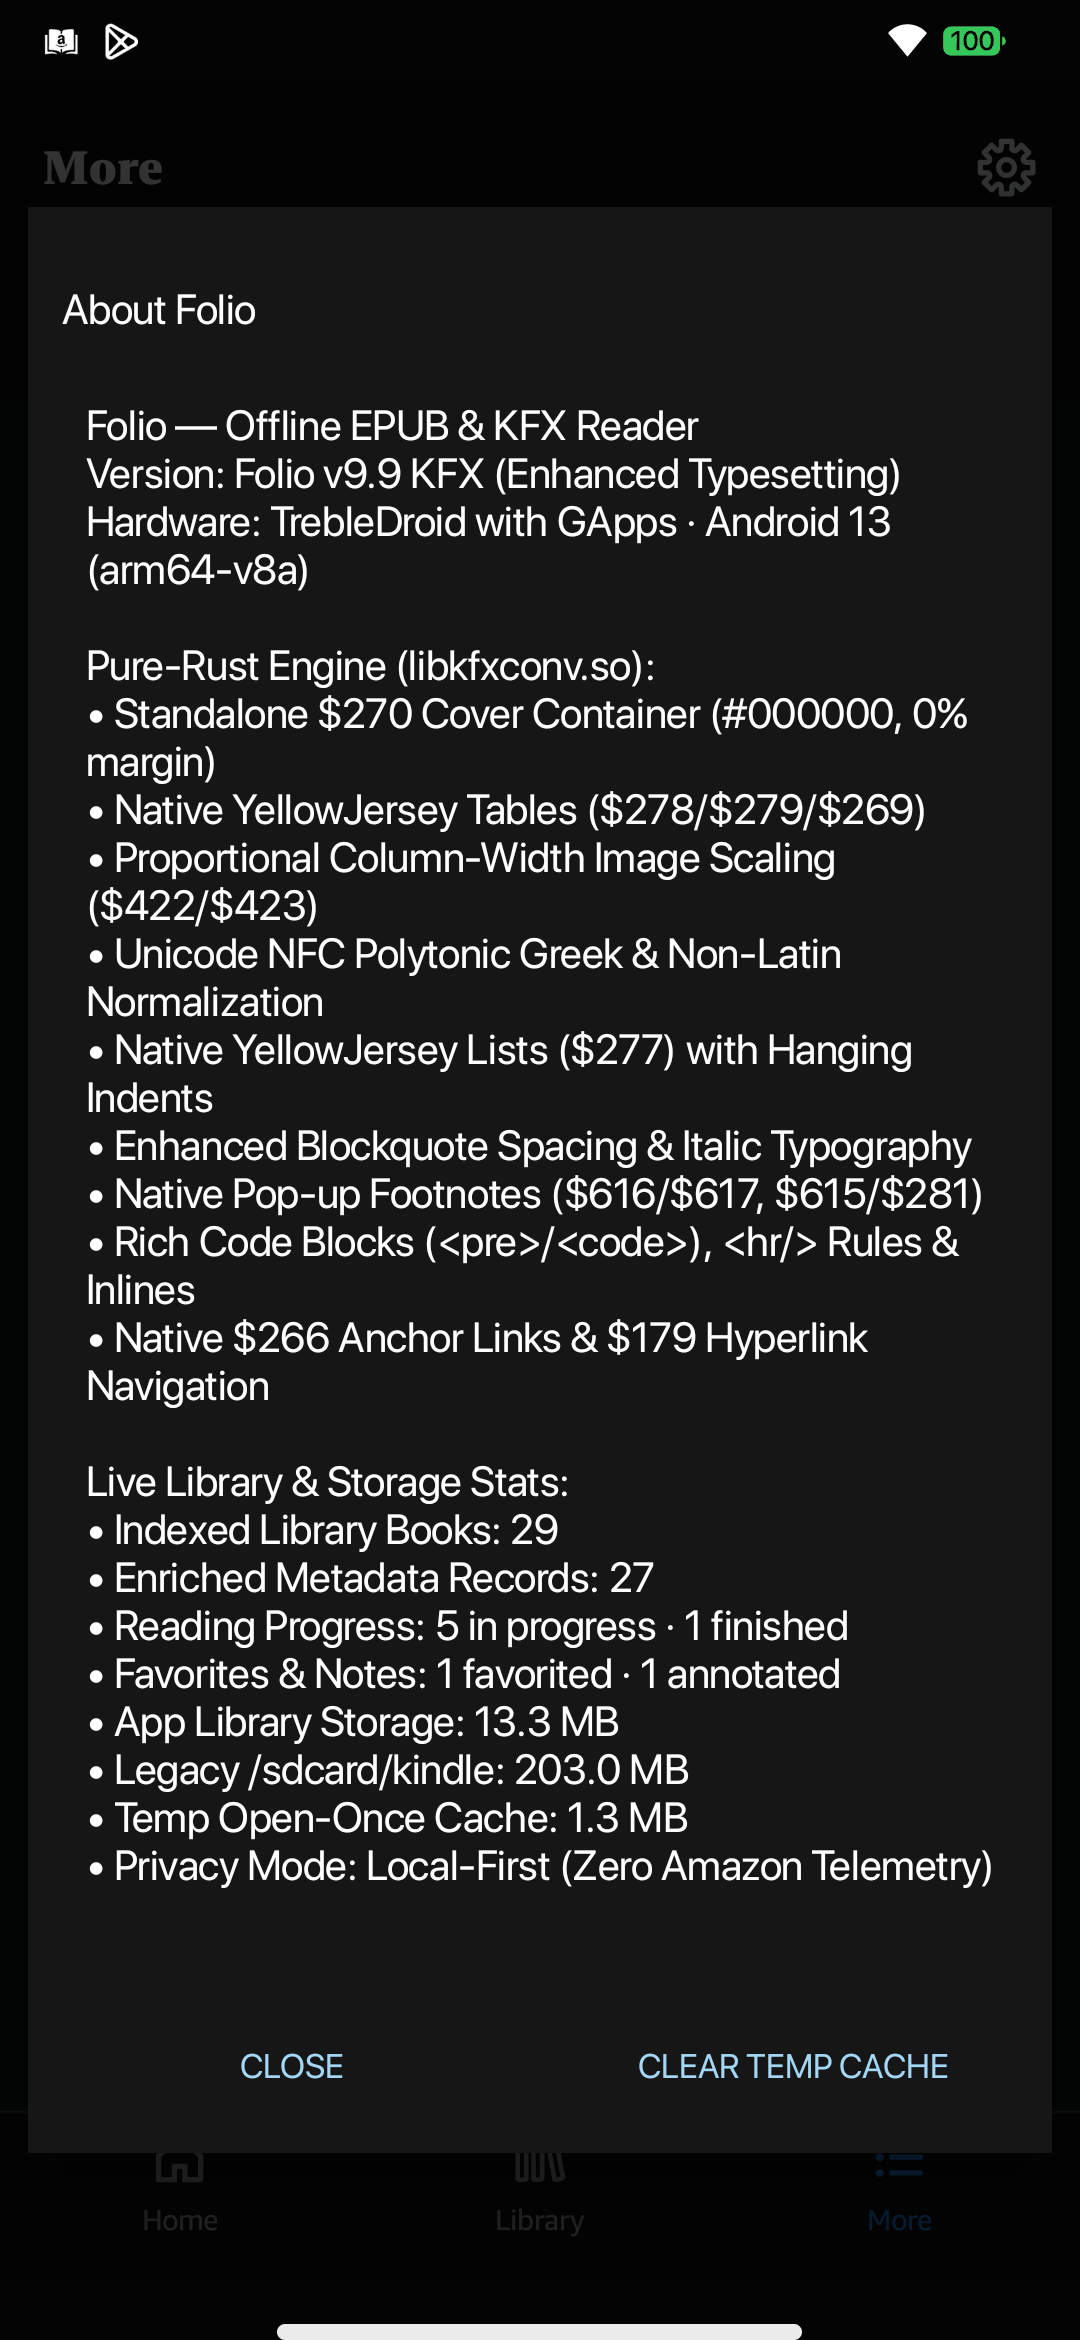 100
More
About Folio
Folio — Offline EPUB & KFX Reader
Version: Folio v9.9 KFX (Enhanced Typesetting)
Hardware: TrebleDroid with GApps · Android 13
(arm64-v8a)
Pure-Rust Engine (libkfxconv.so):
• Standalone $270 Cover Container (#000000, 0%
margin)
• Native YellowJersey Tables ($278/$279/$269)
• Proportional Column-Width Image Scaling
($422/$423)
• Unicode NFC Polytonic Greek & Non-Latin
Normalization
• Native YellowJersey Lists ($277) with Hanging
Indents
• Enhanced Blockquote Spacing & Italic Typography
• Native Pop-up Footnotes ($616/$617, $615/$281)
• Rich Code Blocks (<pre>/<code>), <hr/> Rules &
Inlines
• Native $266 Anchor Links & $179 Hyperlink
Navigation
Live Library & Storage Stats:
• Indexed Library Books: 29
• Enriched Metadata Records: 27
• Reading Progress: 5 in progress · 1 finished
• Favorites & Notes: 1 favorited · 1 annotated
• App Library Storage: 13.3 MB
• Legacy /sdcard/kindle: 203.0 MB
• Temp Open-Once Cache: 1.3 MB
• Privacy Mode: Local-First (Zero Amazon Telemetry)
CLOSE CLEAR TEMP CACHE
Home Library More